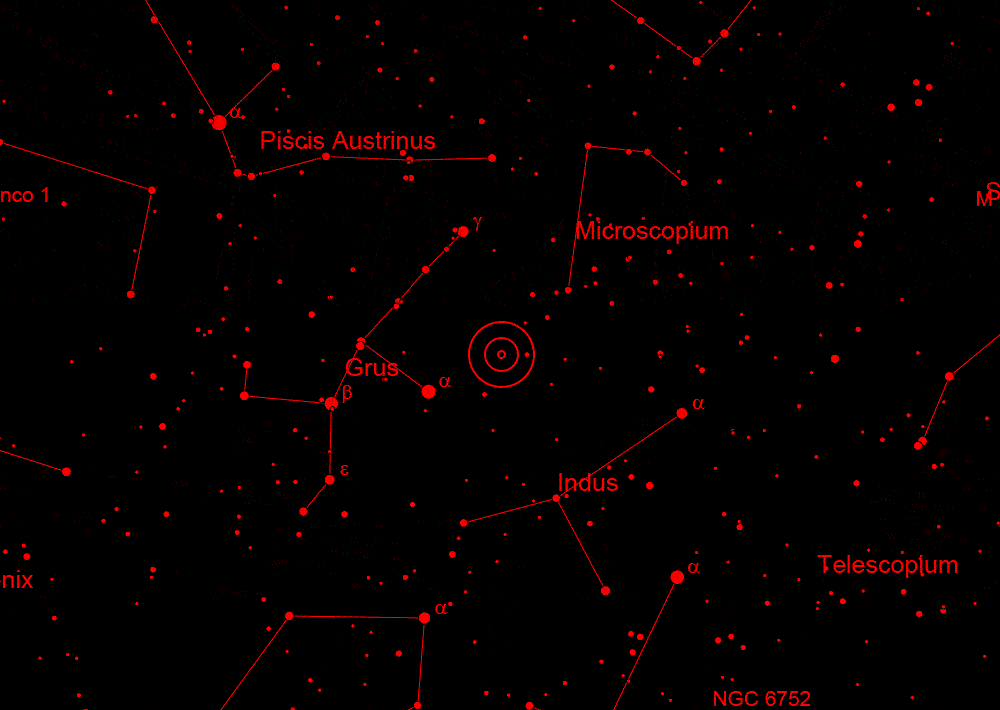 α
Piscis Austrinus
nco 1
S
M
γ
Microscopium
Grus
α
β
α
ε
Indus
Telescopium
α
nix
α
NGC 6752